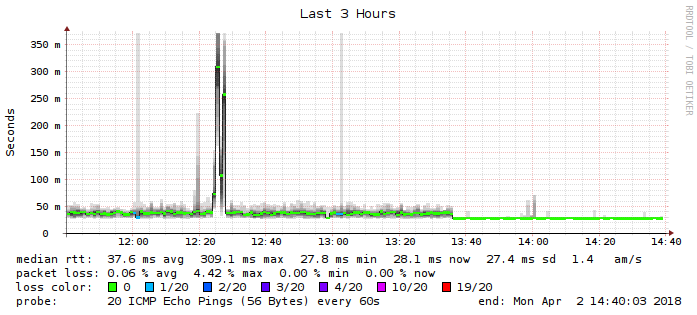 Last 3 Hours
RRDTOOL / TOBI OETIKER
Seconds
350 m
300 m
250 m
200 m
150 m
100 m
50 m
0
12:00 12:20 12:40 13:00 13:20 13:40 14:00 14:20 14:40
median rtt: 37.6 ms avg 309.1 ms max 27.8 ms min 28.1 ms now 27.4 ms sd 1.4 am/s
packet loss: 0.06 % avg 4.42 % max 0.00 % min 0.00 % now
loss color: 0 1/20 2/20 3/20 4/20 10/20 19/20
probe: 20 ICMP Echo Pings (56 Bytes) every 60s end: Mon Apr 2 14:40:03 2018